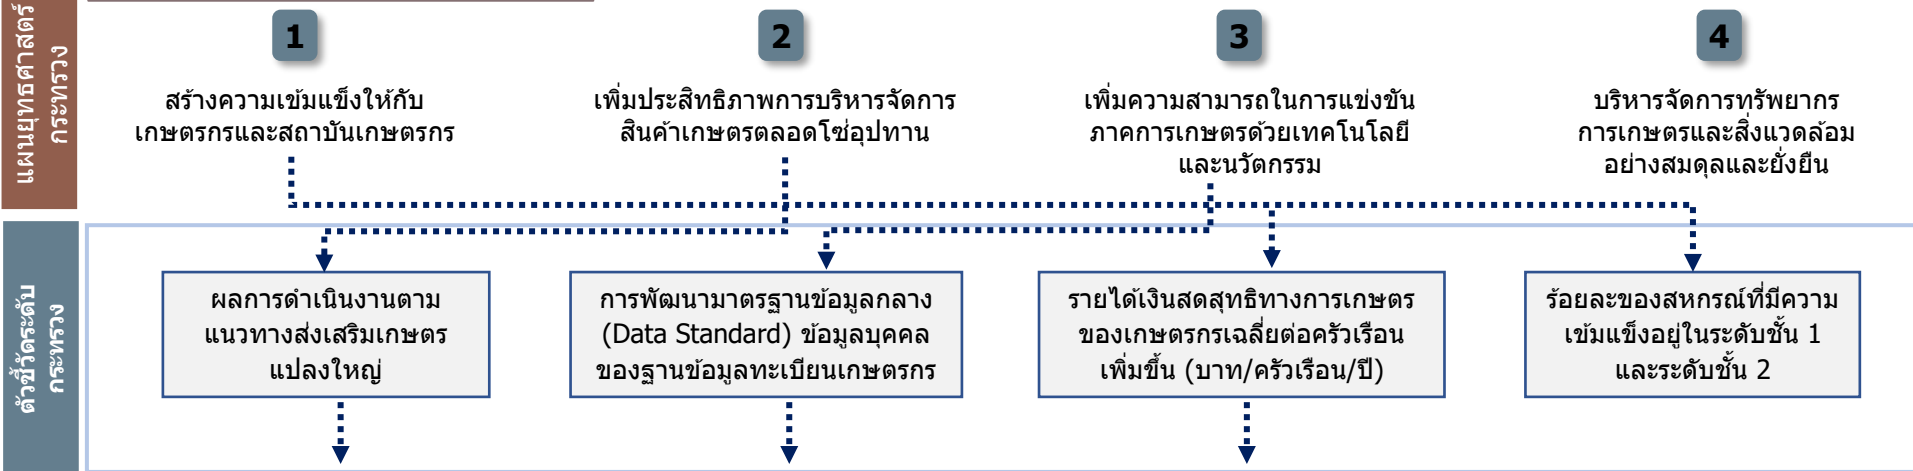 แผนยุทธศาสตร์
กระทรวง
1
สร้างความเข้มแข็งให้กับ
เกษตรกรและสถาบันเกษตรกร
2
เพิ่มประสิทธิภาพการบริหารจัดการ
สินค้าเกษตรตลอดโซ่อุปทาน
3
เพิ่มความสามารถในการแข่งขัน
ภาคการเกษตรด้วยเทคโนโลยี
และนวัตกรรม
4
บริหารจัดการทรัพยากร
การเกษตรและสิ่งแวดล้อม
อย่างสมดุลและยั่งยืน
ตัวชี้วัดระดับ
กระทรวง
ผลการดำเนินงานตาม
แนวทางส่งเสริมเกษตร
แปลงใหญ่
การพัฒนามาตรฐานข้อมูลกลาง
(Data Standard) ข้อมูลบุคคล
ของฐานข้อมูลทะเบียนเกษตรกร
รายได้เงินสดสุทธิทางการเกษตร
ของเกษตรกรเฉลี่ยต่อครัวเรือน
เพิ่มขึ้น (บาท/ครัวเรือน/ปี)
ร้อยละของสหกรณ์ที่มีความ
เข้มแข็งอยู่ในระดับชั้น 1
และระดับชั้น 2